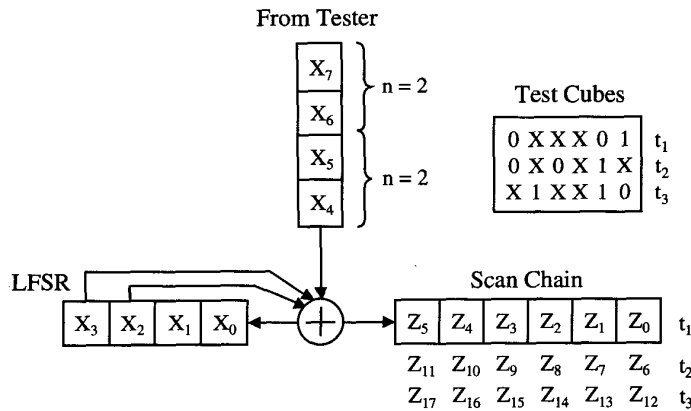 From Tester
X₇
n = 2
X₆
X₅
n = 2
X₄
Test Cubes
0 X X X 0 1 t₁
0 X 0 X 1 X t₂
X 1 X X 1 0 t₃
LFSR
X₃ X₂ X₁ X₀
Scan Chain
Z₅ Z₄ Z₃ Z₂ Z₁ Z₀ t₁
Z₁₁ Z₁₀ Z₉ Z₈ Z₇ Z₆ t₂
Z₁₇ Z₁₆ Z₁₅ Z₁₄ Z₁₃ Z₁₂ t₃